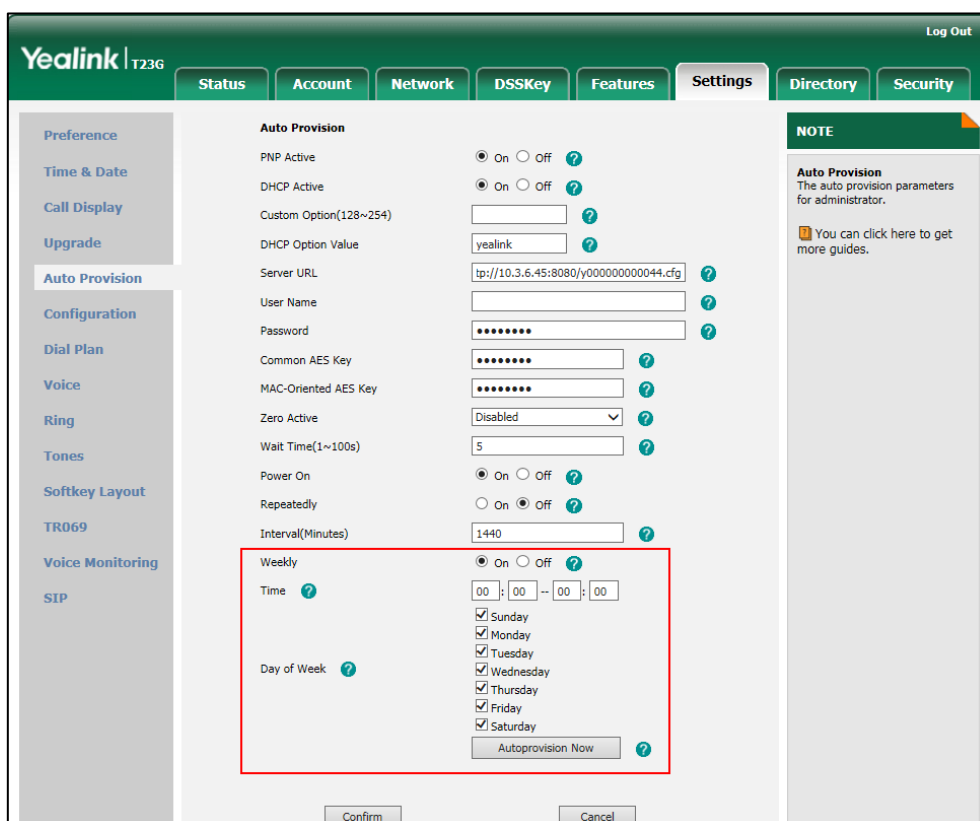 Log Out
Yealink | T23G
Status Account Network DSSKey Features Settings Directory Security
Preference
Time & Date
Call Display
Upgrade
Auto Provision
Configuration
Dial Plan
Voice
Ring
Tones
Softkey Layout
TR069
Voice Monitoring
SIP
Auto Provision
PNP Active On Off ?
DHCP Active On Off ?
Custom Option(128~254) ?
DHCP Option Value yealink ?
Server URL tp://10.3.6.45:8080/y000000000044.cfg ?
User Name ?
Password •••••••• ?
Common AES Key •••••••• ?
MAC-Oriented AES Key •••••••• ?
Zero Active Disabled ?
Wait Time(1~100s) 5 ?
Power On On Off ?
Repeatedly On Off ?
Interval(Minutes) 1440 ?
Weekly On Off ?
Time ? 00 : 00 -- 00 : 00
Day of Week ?
Sunday
Monday
Tuesday
Wednesday
Thursday
Friday
Saturday
Autoprovision Now ?
Confirm Cancel
NOTE
Auto Provision
The auto provision parameters
for administrator.
? You can click here to get
more guides.